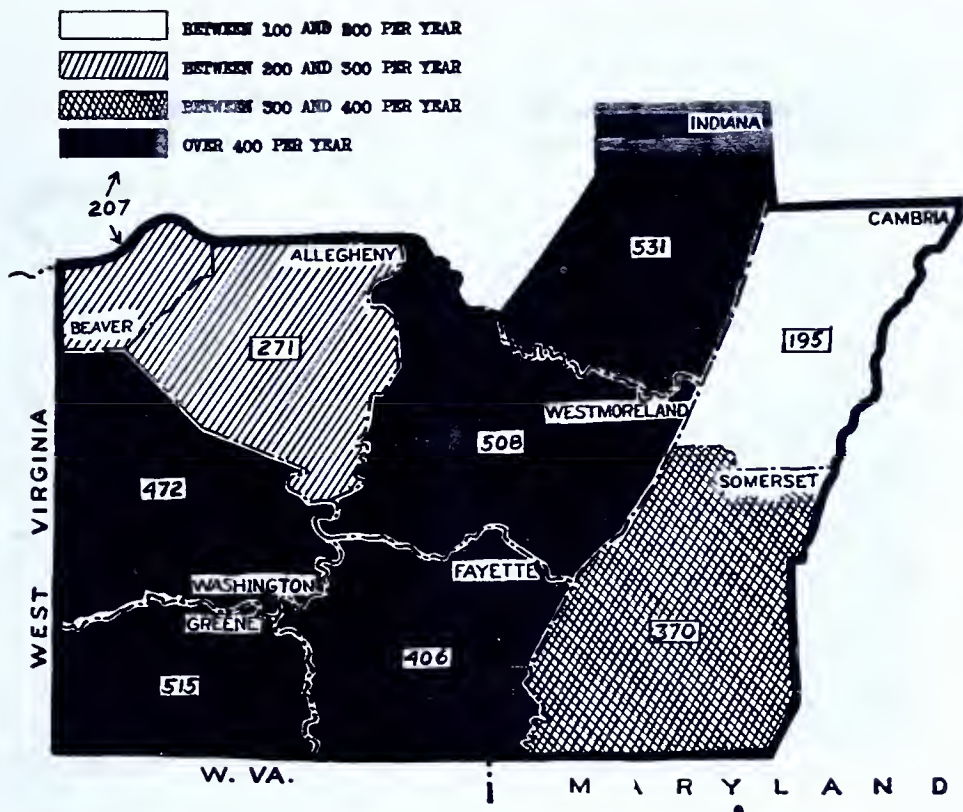 BETWEEN 100 AND 200 PER YEAR
BETWEEN 200 AND 300 PER YEAR
BETWEEN 300 AND 400 PER YEAR
OVER 400 PER YEAR
INDIANA
207
CAMBRIA
ALLEGHENY
531
BEAVER
271
195
WESTMORELAND
508
SOMERSET
472
WEST VIRGINIA
FAYETTE
WASHINGTON
GREENE
370
406
515
W. VA.
MARYLAND